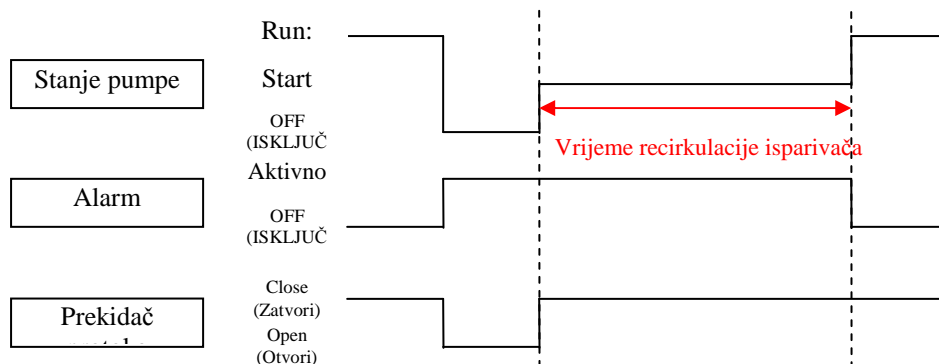 Run:
Stanje pumpe
Start
OFF
(ISKLJUČ
Vrijeme recirkulacije isparivača
Aktivno
Alarm
OFF
(ISKLJUČ
Close
(Zatvori)
Prekidač
Open
(Otvori)